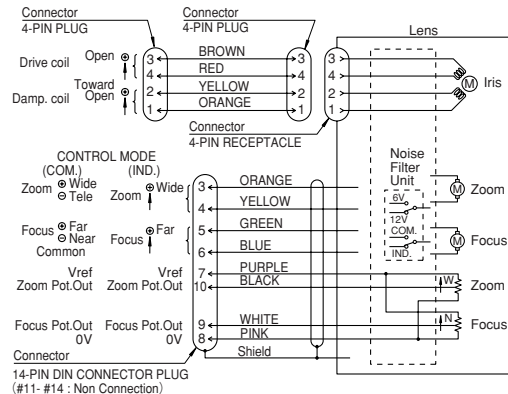 Connector
4-PIN PLUG
Connector
4-PIN PLUG
Lens
Drive coil Open ⊕ 3 BROWN 3 3
4 RED 4 4
Damp. coil Toward Open ⊕ 2 YELLOW 2 2
1 ORANGE 1 1
M Iris
Connector
4-PIN RECEPTACLE
CONTROL MODE
(COM.) (IND.)
Zoom ⊕ Wide
⊖ Tele
Zoom ⊕ Wide
3 ORANGE
4 YELLOW
Focus ⊕ Far
⊖ Near
Common
Focus ⊕ Far
5 GREEN
6 BLUE
Noise
Filter
Unit
6V
12V
COM.
IND.
M Zoom
M Focus
Vref Vref 7 PURPLE
Zoom Pot.Out Zoom Pot.Out 10 BLACK
W Zoom
Focus Pot.Out Focus Pot.Out 9 WHITE
0V 0V 8 PINK
N Focus
Shield
Connector
14-PIN DIN CONNECTOR PLUG
(#11- #14 : Non Connection)